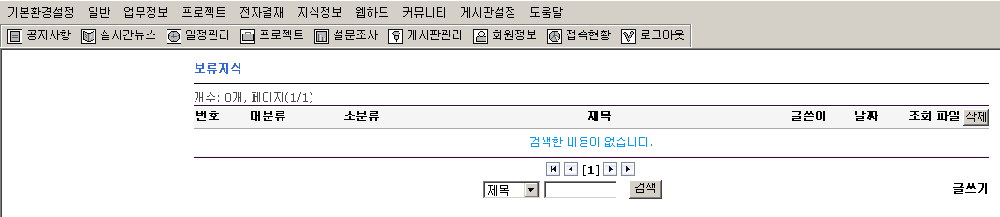 기본환경설정 일반 업무정보 프로젝트 전자결재 지식정보 웹하드 커뮤니티 게시판설정 도움말
공지사항 실시간뉴스 일정관리 프로젝트 설문조사 게시판관리 회원정보 접속현황 로그아웃
보류지식
개수: 0개, 페이지(1/1)
번호 대분류 소분류 제목 글쓴이 날짜 조회 파일 삭제
검색한 내용이 없습니다.
[1]
제목 검색 글쓰기